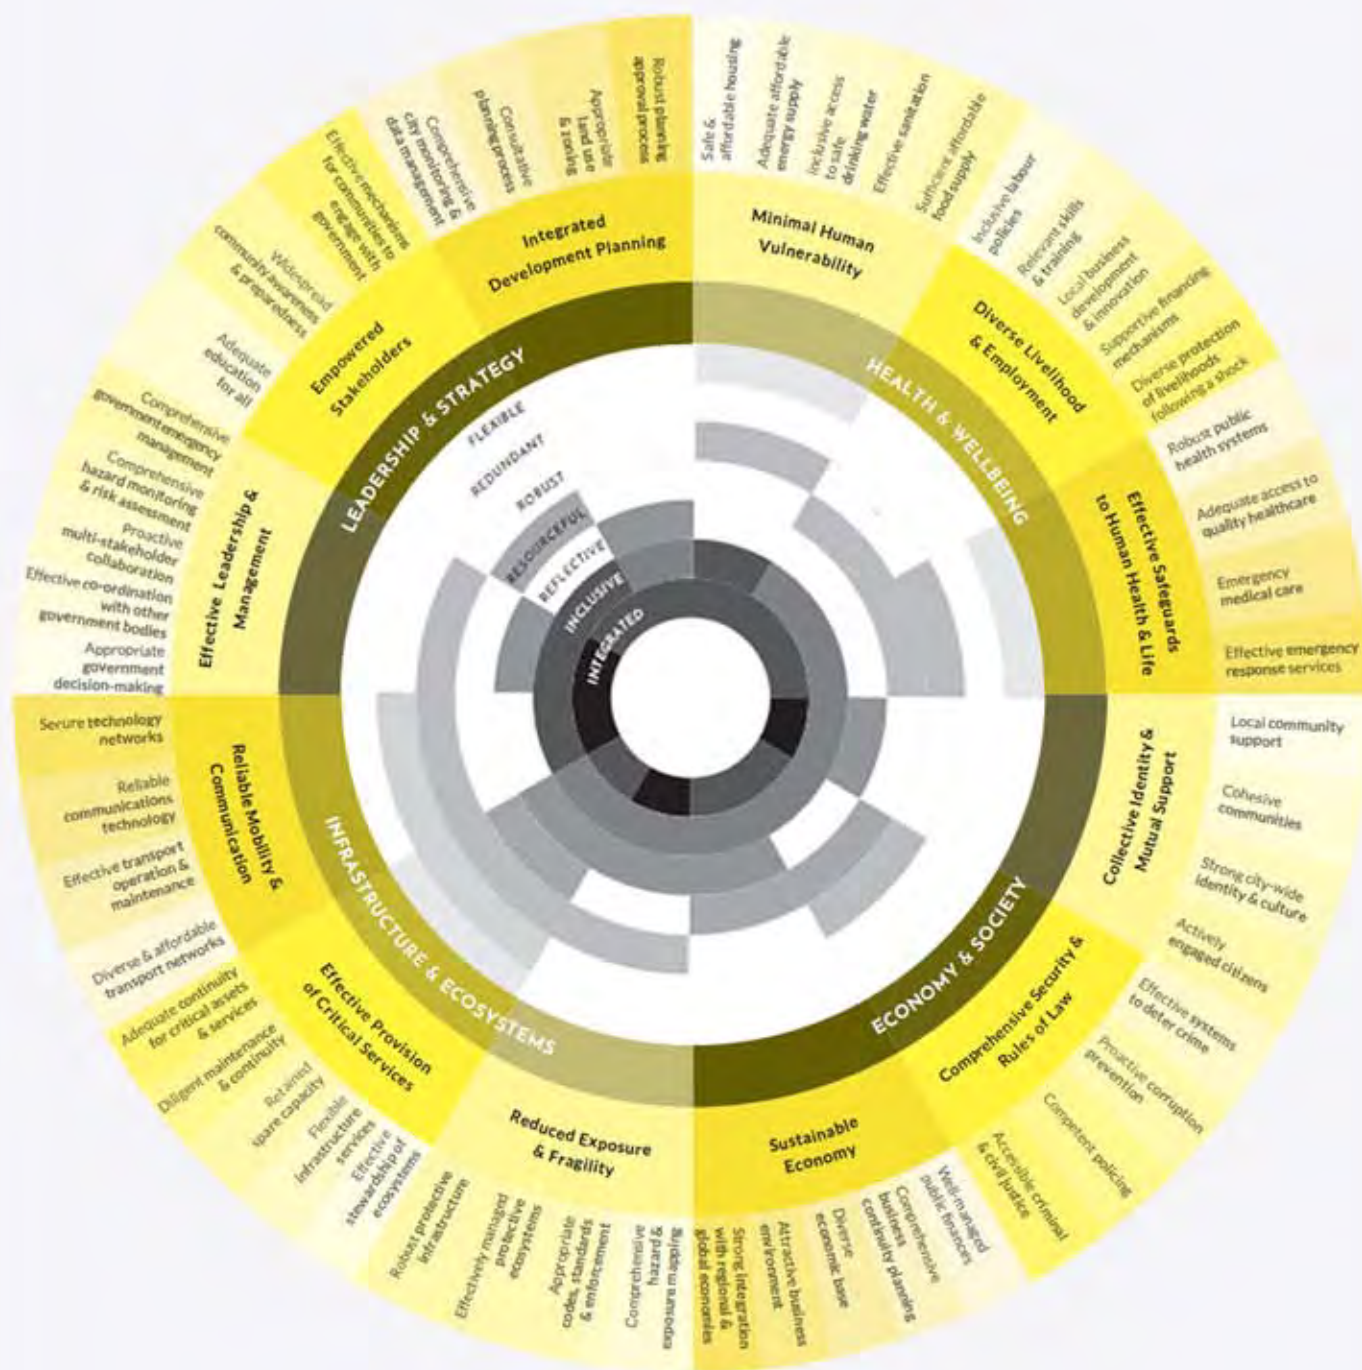 Safe &
affordable housing
Adequate affordable
energy supply
Inclusive access
to safe
drinking water
Effective sanitation
Sufficient affordable
food supply
Inclusive labour
policies
Relevant skills
& training
Local business
development
& innovation
Supportive financing
mechanisms
Diverse protection
of livelihoods
following a shock
Robust public
health systems
Adequate access to
quality healthcare
Emergency
medical care
Effective emergency
response services
Local community
support
Cohesive
communities
Strong city-wide
identity & culture
Actively
engaged citizens
Effective systems
to deter crime
Proactive corruption
prevention
Competent policing
Accessible criminal
& civil justice
Well-managed
public finances
Comprehensive
business
continuity planning
Diverse
economic base
Attractive business
environment
Strong integration
with regional &
global economies
Comprehensive
hazard &
exposure mapping
Appropriate
codes, standards
& enforcement
Effectively managed
protective
ecosystems
Robust protective
infrastructure
Effective
stewardship of
ecosystems
Flexible
infrastructure
services
Retained
spare capacity
Diligent maintenance
& continuity
Adequate continuity
for critical assets
& services
Diverse & affordable
transport networks
Effective transport
operation &
maintenance
Reliable
communications
technology
Secure technology
networks
Appropriate
government
decision-making
Effective co-ordination
with other
government bodies
Proactive
multi-stakeholder
collaboration
Comprehensive
hazard monitoring
& risk assessment
Comprehensive
government emergency
management
Adequate
education
for all
Widespread
community awareness
& preparedness
Effective mechanisms
for communities to
engage with
government
Comprehensive
city monitoring &
data management
Consultative
planning process
Appropriate
land use
& zoning
Robust planning
approval process
Minimal Human
Vulnerability
Diverse Livelihood
& Employment
Effective Safeguards
to Human Health & Life
Collective Identity &
Mutual Support
Comprehensive Security &
Rules of Law
Sustainable
Economy
Reduced Exposure
& Fragility
Effective Provision
of Critical Services
Reliable Mobility &
Communication
Effective Leadership &
Management
Empowered
Stakeholders
Integrated
Development Planning
HEALTH & WELLBEING
ECONOMY & SOCIETY
INFRASTRUCTURE & ECOSYSTEMS
LEADERSHIP & STRATEGY
FLEXIBLE
REDUNDANT
ROBUST
RESOURCEFUL
REFLECTIVE
INCLUSIVE
INTEGRATED